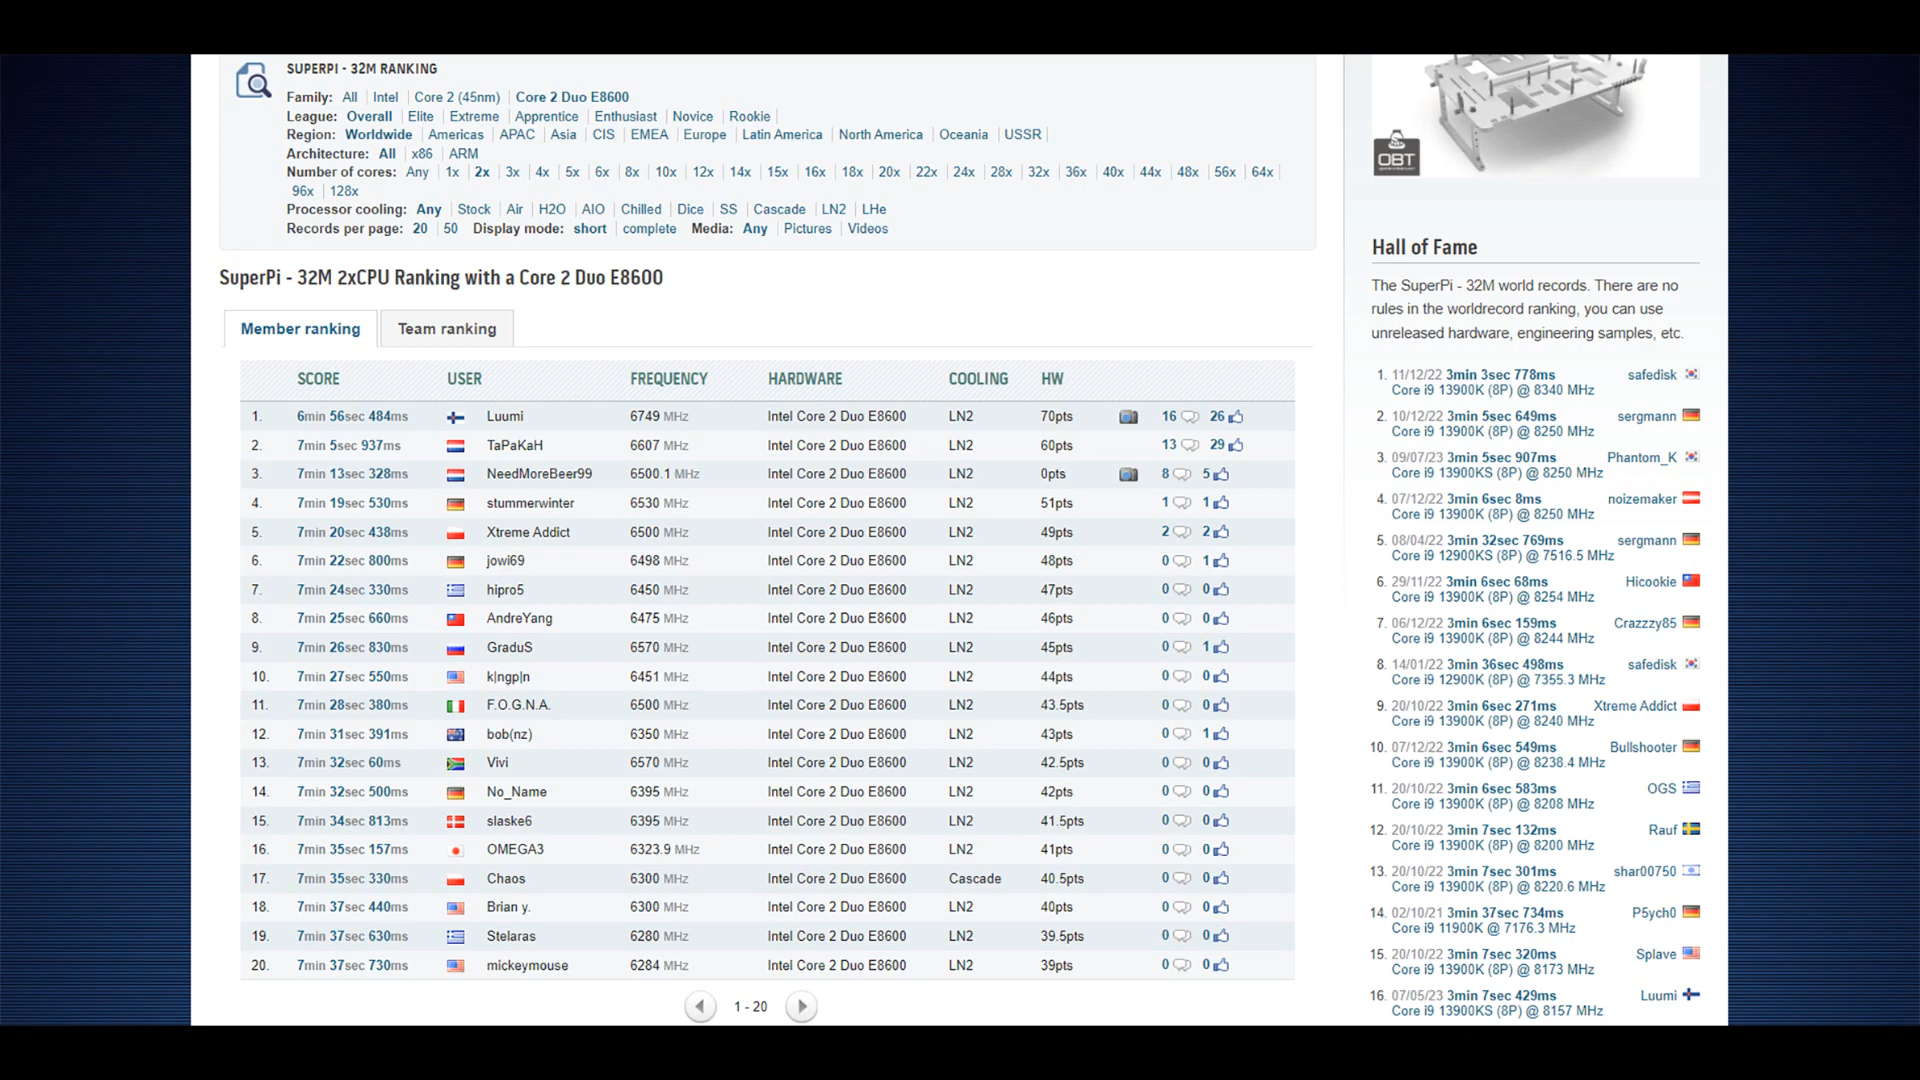 SUPERPI - 32M RANKING
Family: All Intel Core 2 (45nm) Core 2 Duo E8600
League: Overall Elite Extreme Apprentice Enthusiast Novice Rookie
Region: Worldwide Americas APAC Asia CIS EMEA Europe Latin America North America Oceania USSR
Architecture: All x86 ARM
Number of cores: Any 1x 2x 3x 4x 5x 6x 8x 10x 12x 14x 15x 16x 18x 20x 22x 24x 28x 32x 36x 40x 44x 48x 56x 64x
96x 128x
Processor cooling: Any Stock Air H2O AIO Chilled Dice SS Cascade LN2 LHe
Records per page: 20 50 Display mode: short complete Media: Any Pictures Videos
SuperPi - 32M 2xCPU Ranking with a Core 2 Duo E8600
Member ranking Team ranking
SCORE USER FREQUENCY HARDWARE COOLING HW
1. 6min 56sec 484ms Luumi 6749 MHz Intel Core 2 Duo E8600 LN2 70pts 16 26
2. 7min 5sec 937ms TaPaKaH 6607 MHz Intel Core 2 Duo E8600 LN2 60pts 13 29
3. 7min 13sec 328ms NeedMoreBeer99 6500.1 MHz Intel Core 2 Duo E8600 LN2 0pts 8 5
4. 7min 19sec 530ms stummerwinter 6530 MHz Intel Core 2 Duo E8600 LN2 51pts 1 1
5. 7min 20sec 438ms Xtreme Addict 6500 MHz Intel Core 2 Duo E8600 LN2 49pts 2 2
6. 7min 22sec 800ms jowi69 6498 MHz Intel Core 2 Duo E8600 LN2 48pts 0 1
7. 7min 24sec 330ms hipro5 6450 MHz Intel Core 2 Duo E8600 LN2 47pts 0 0
8. 7min 25sec 660ms AndreYang 6475 MHz Intel Core 2 Duo E8600 LN2 46pts 0 0
9. 7min 26sec 830ms GraduS 6570 MHz Intel Core 2 Duo E8600 LN2 45pts 0 1
10. 7min 27sec 550ms k|ngp|n 6451 MHz Intel Core 2 Duo E8600 LN2 44pts 0 0
11. 7min 28sec 380ms F.O.G.N.A. 6500 MHz Intel Core 2 Duo E8600 LN2 43.5pts 0 0
12. 7min 31sec 391ms bob(nz) 6350 MHz Intel Core 2 Duo E8600 LN2 43pts 0 1
13. 7min 32sec 60ms Vivi 6570 MHz Intel Core 2 Duo E8600 LN2 42.5pts 0 0
14. 7min 32sec 500ms No_Name 6395 MHz Intel Core 2 Duo E8600 LN2 42pts 0 0
15. 7min 34sec 813ms slaske6 6395 MHz Intel Core 2 Duo E8600 LN2 41.5pts 0 0
16. 7min 35sec 157ms OMEGA3 6323.9 MHz Intel Core 2 Duo E8600 LN2 41pts 0 0
17. 7min 35sec 330ms Chaos 6300 MHz Intel Core 2 Duo E8600 Cascade 40.5pts 0 0
18. 7min 37sec 440ms Brian y. 6300 MHz Intel Core 2 Duo E8600 LN2 40pts 0 0
19. 7min 37sec 630ms Stelaras 6280 MHz Intel Core 2 Duo E8600 LN2 39.5pts 0 0
20. 7min 37sec 730ms mickeymouse 6284 MHz Intel Core 2 Duo E8600 LN2 39pts 0 0
1 - 20
OBT
Hall of Fame
The SuperPi - 32M world records. There are no
rules in the worldrecord ranking, you can use
unreleased hardware, engineering samples, etc.
1. 11/12/22 3min 3sec 778ms safedisk
Core i9 13900K (8P) @ 8340 MHz
2. 10/12/22 3min 5sec 649ms sergmann
Core i9 13900K (8P) @ 8250 MHz
3. 09/07/23 3min 5sec 907ms Phantom_K
Core i9 13900KS (8P) @ 8250 MHz
4. 07/12/22 3min 6sec 8ms noizemaker
Core i9 13900K (8P) @ 8250 MHz
5. 08/04/22 3min 32sec 769ms sergmann
Core i9 12900KS (8P) @ 7516.5 MHz
6. 29/11/22 3min 6sec 68ms Hicookie
Core i9 13900K (8P) @ 8254 MHz
7. 06/12/22 3min 6sec 159ms Crazzzy85
Core i9 13900K (8P) @ 8244 MHz
8. 14/01/22 3min 36sec 498ms safedisk
Core i9 12900K (8P) @ 7355.3 MHz
9. 20/10/22 3min 6sec 271ms Xtreme Addict
Core i9 13900K (8P) @ 8240 MHz
10. 07/12/22 3min 6sec 549ms Bullshooter
Core i9 13900K (8P) @ 8238.4 MHz
11. 20/10/22 3min 6sec 583ms OGS
Core i9 13900K (8P) @ 8208 MHz
12. 20/10/22 3min 7sec 132ms Rauf
Core i9 13900K (8P) @ 8200 MHz
13. 20/10/22 3min 7sec 301ms shar00750
Core i9 13900K (8P) @ 8220.6 MHz
14. 02/10/21 3min 37sec 734ms P5ych0
Core i9 11900K @ 7176.3 MHz
15. 20/10/22 3min 7sec 320ms Splave
Core i9 13900K (8P) @ 8173 MHz
16. 07/05/23 3min 7sec 429ms Luumi
Core i9 13900KS (8P) @ 8157 MHz